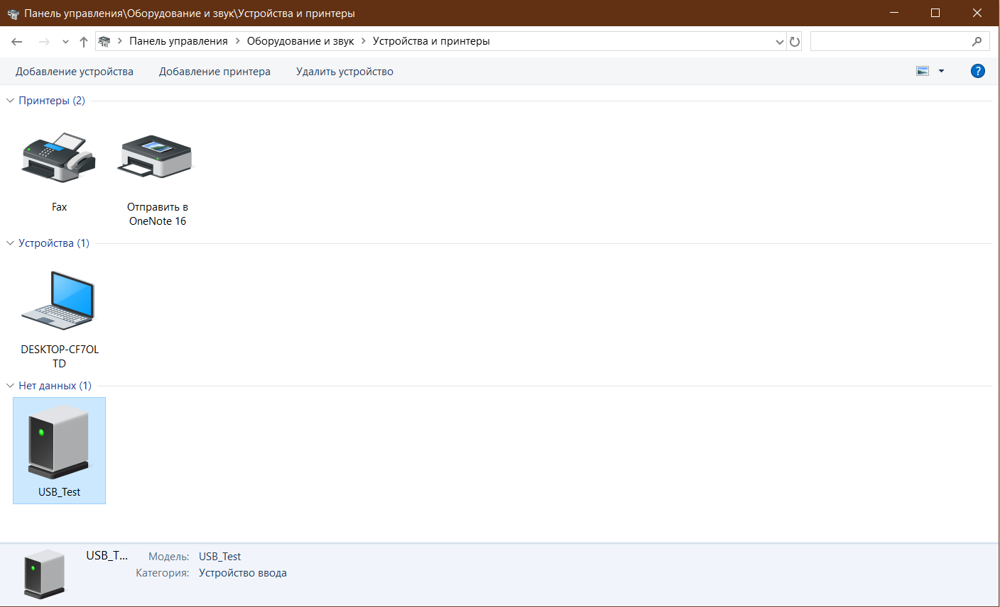 Панель управления\Оборудование и звук\Устройства и принтеры
Панель управления > Оборудование и звук > Устройства и принтеры
Добавление устройства Добавление принтера Удалить устройство ?
Принтеры (2)
Fax
Отправить в
OneNote 16
Устройства (1)
DESKTOP-CF7OL
TD
Нет данных (1)
USB_Test
USB_T... Модель: USB_Test
Категория: Устройство ввода